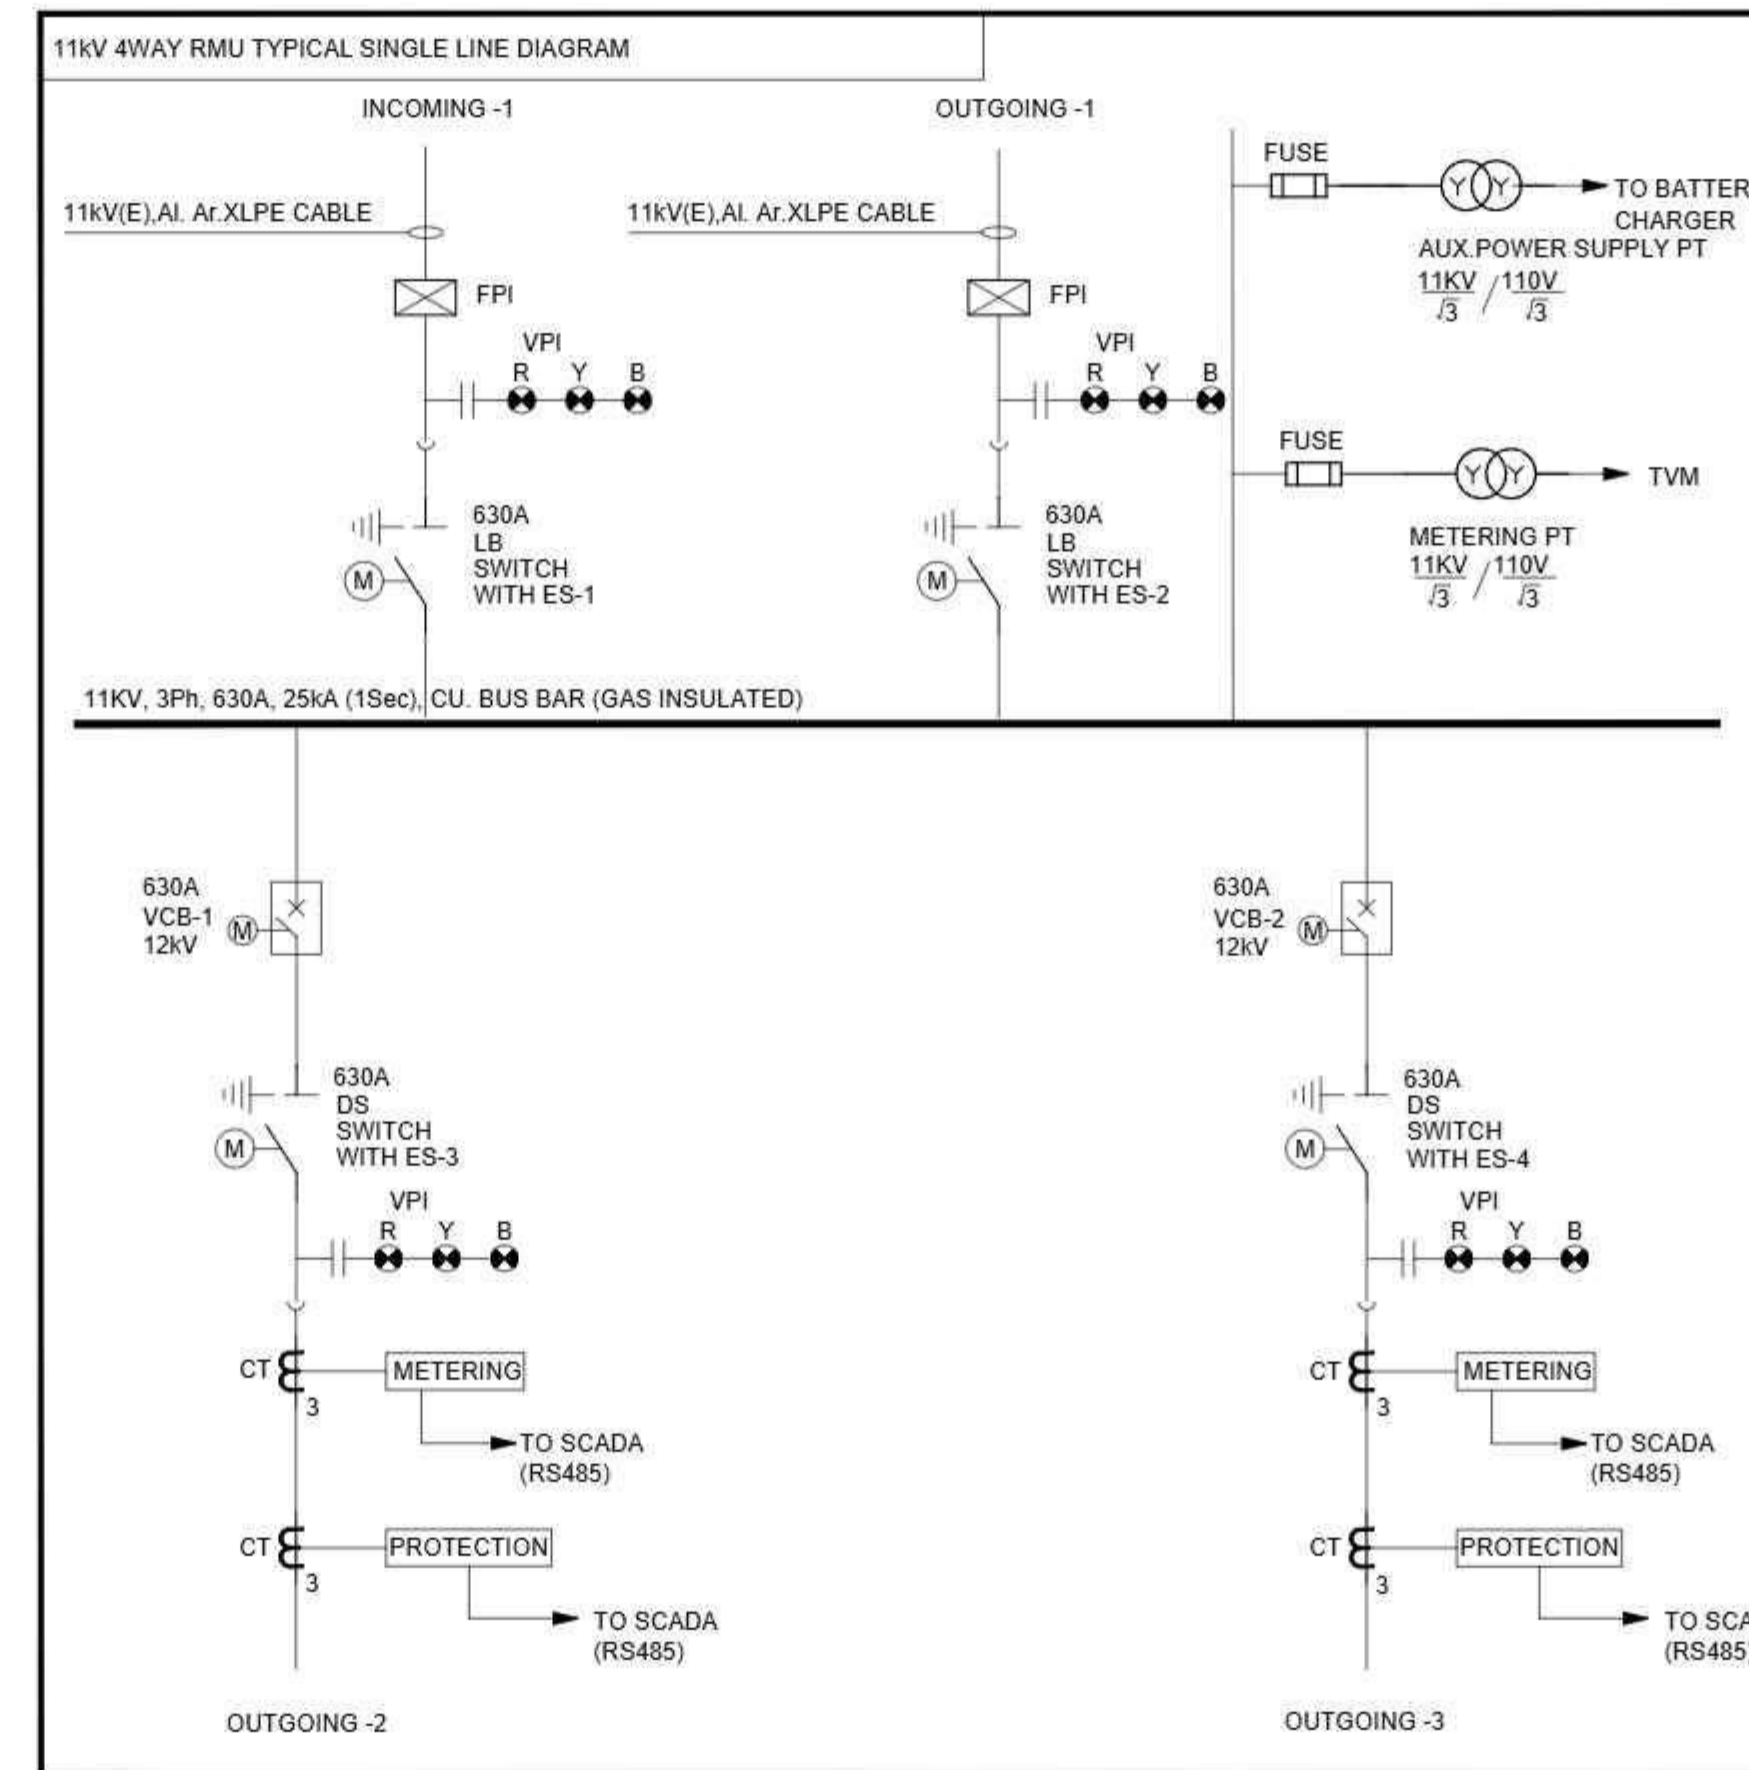 11kV 4WAY RMU TYPICAL SINGLE LINE DIAGRAM
INCOMING -1
OUTGOING -1
11kV(E),Al. Ar.XLPE CABLE
11kV(E),Al. Ar.XLPE CABLE
FPI
FPI
VPI
R Y B
VPI
R Y B
630A
LB
SWITCH
WITH ES-1
M
630A
LB
SWITCH
WITH ES-2
M
FUSE
Y Y
TO BATTER
CHARGER
AUX.POWER SUPPLY PT
11KV/√3 / 110V/√3
FUSE
Y Y
TVM
METERING PT
11KV/√3 / 110V/√3
11KV, 3Ph, 630A, 25kA (1Sec), CU. BUS BAR (GAS INSULATED)
630A
VCB-1
12kV
M
630A
DS
SWITCH
WITH ES-3
M
VPI
R Y B
CT
3
METERING
TO SCADA
(RS485)
CT
3
PROTECTION
TO SCADA
(RS485)
OUTGOING -2
630A
VCB-2
12kV
M
630A
DS
SWITCH
WITH ES-4
M
VPI
R Y B
CT
3
METERING
TO SCADA
(RS485)
CT
3
PROTECTION
TO SCA
(RS485
OUTGOING -3